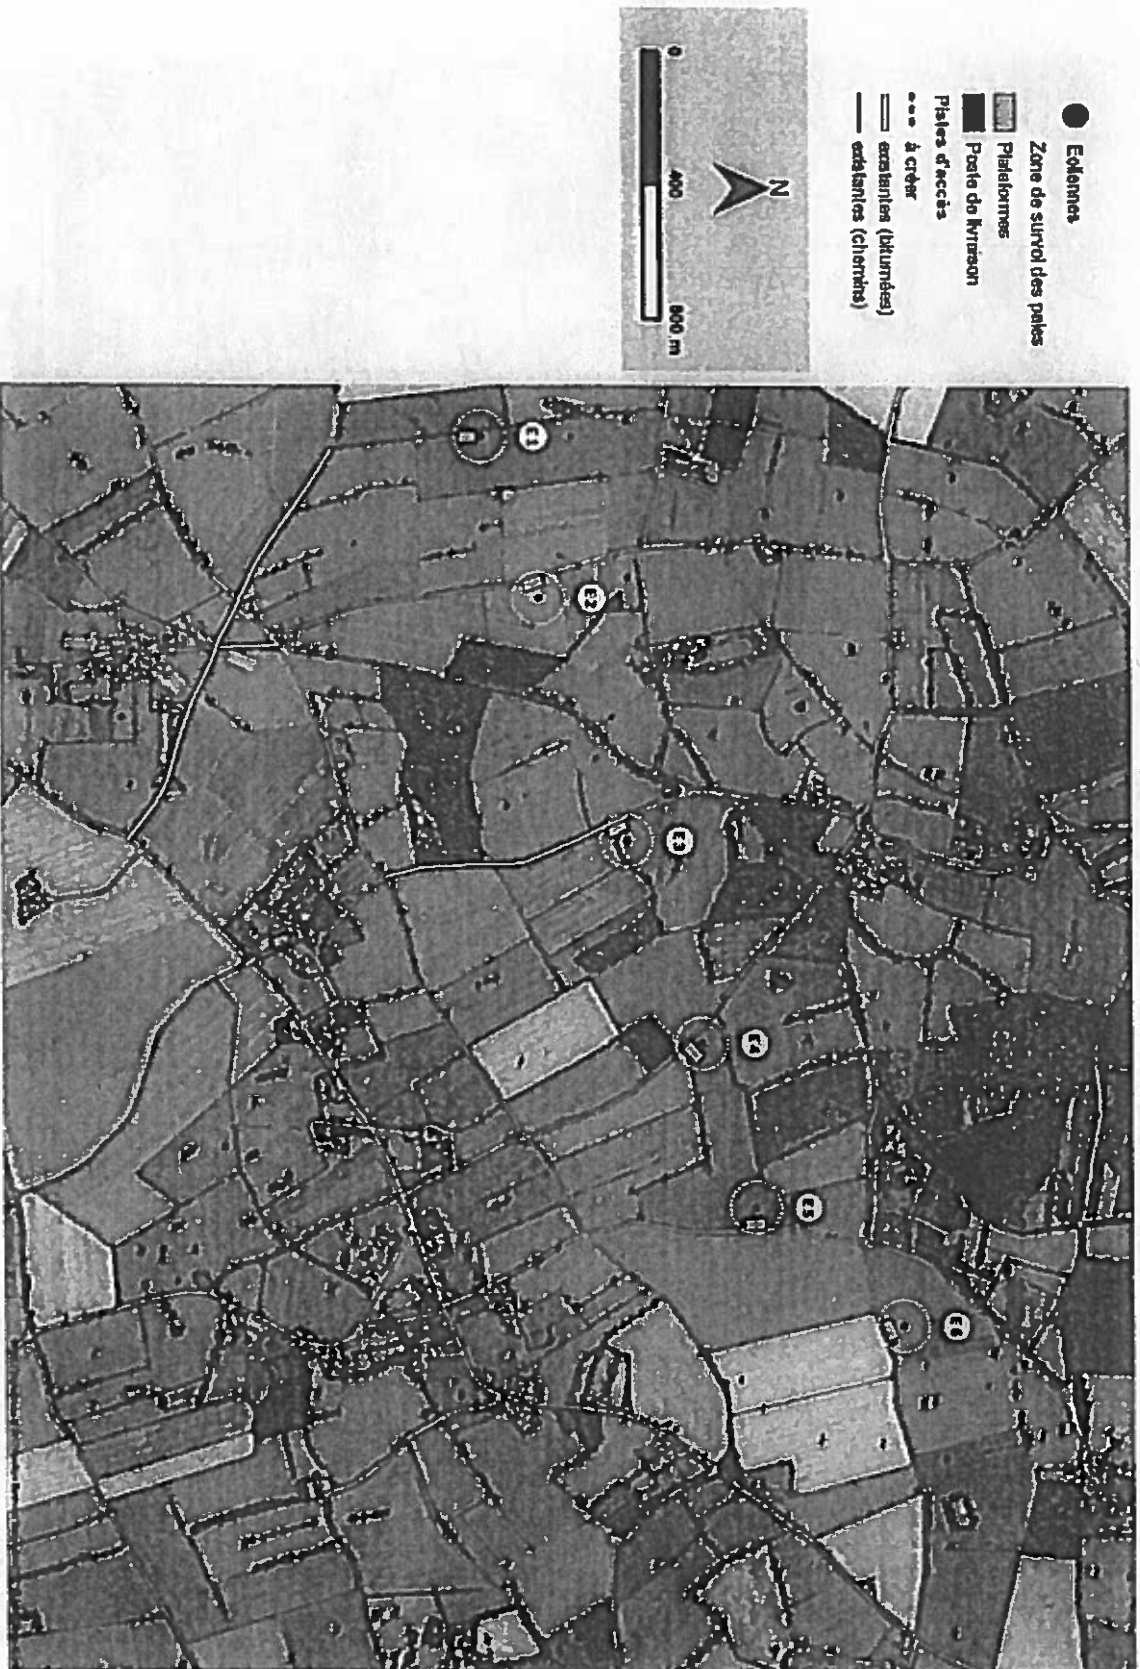 Eoliennes
Zone de survol des pales
Plateformes
Poste de livraison
Pistes d'accès
à créer
existantes (bitumées)
existantes (chemins)
N
0 400 800 m
E1
E2
E3
E4
E5
E6